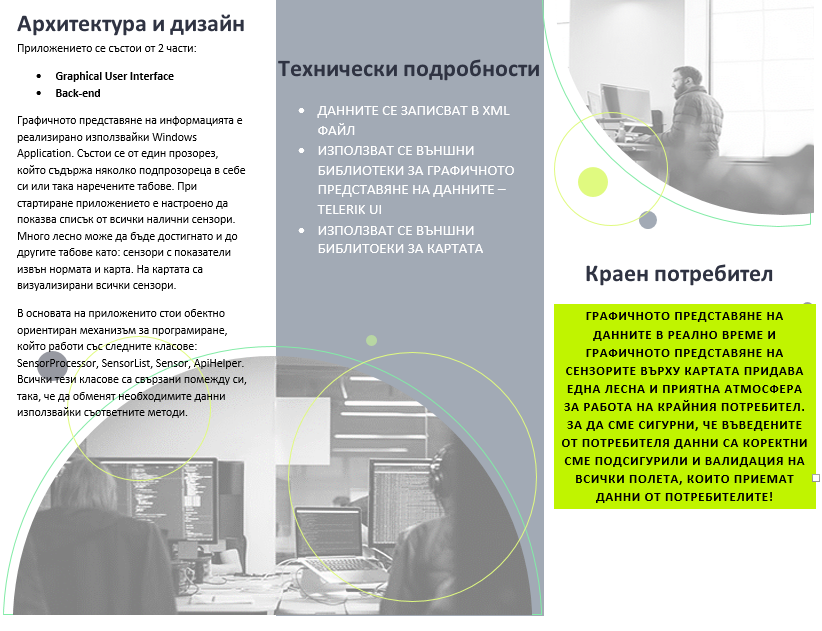 Архитектура и дизайн
Приложението се състои от 2 части:
• Graphical User Interface
• Back-end
Графичното представяне на информацията е
реализирано използвайки Windows
Application. Състои се от един прозорец,
който съдържа няколко подпрозореца в себе
си или така наречените табове. При
стартиране приложението е настроено да
показва списък от всички налични сензори.
Много лесно може да бъде достигнато и до
другите табове като: сензори с показатели
извън нормата и карта. На картата са
визуализирани всички сензори.
В основата на приложението стои обектно
ориентиран механизъм за програмиране,
който работи със следните класове:
SensorProcessor, SensorList, Sensor, ApiHelper.
Всички тези класове са свързани помежду си,
така, че да обменят необходимите данни
използвайки съответните методи.
Технически подробности
• ДАННИТЕ СЕ ЗАПИСВАТ В XML
ФАЙЛ
• ИЗПОЛЗВАТ СЕ ВЪНШНИ
БИБЛИОТЕКИ ЗА ГРАФИЧНОТО
ПРЕДСТАВЯНЕ НА ДАННИТЕ –
TELERIK UI
• ИЗПОЛЗВАТ СЕ ВЪНШНИ
БИБЛИТОЕКИ ЗА КАРТАТА
Краен потребител
ГРАФИЧНОТО ПРЕДСТАВЯНЕ НА
ДАННИТЕ В РЕАЛНО ВРЕМЕ И
ГРАФИЧНОТО ПРЕДСТАВЯНЕ НА
СЕНЗОРИТЕ ВЪРХУ КАРТАТА ПРИДАВА
ЕДНА ЛЕСНА И ПРИЯТНА АТМОСФЕРА
ЗА РАБОТА НА КРАЙНИЯ ПОТРЕБИТЕЛ.
ЗА ДА СМЕ СИГУРНИ, ЧЕ ВЪВЕДЕНИТЕ
ОТ ПОТРЕБИТЕЛЯ ДАННИ СА КОРЕКТНИ
СМЕ ПОДСИГУРИЛИ И ВАЛИДАЦИЯ НА
ВСИЧКИ ПОЛЕТА, КОИТО ПРИЕМАТ
ДАННИ ОТ ПОТРЕБИТЕЛИТЕ!